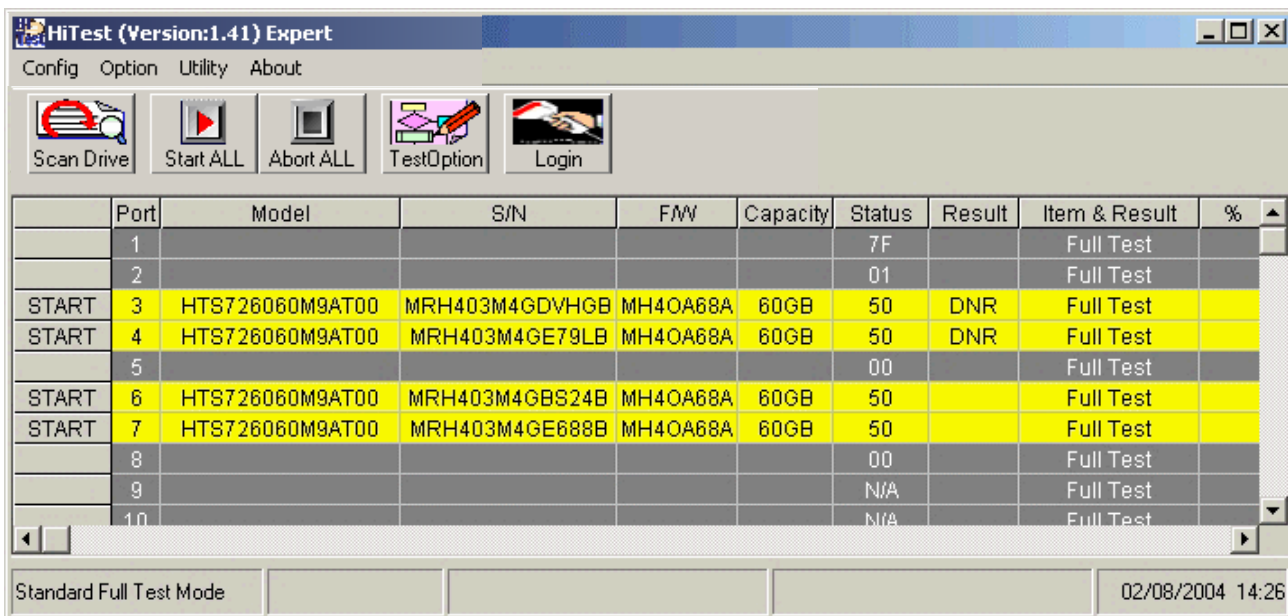 HiTest (Version:1.41) Expert
Config Option Utility About
Scan Drive Start ALL Abort ALL TestOption Login
Port Model S/N F/W Capacity Status Result Item & Result %
1 7F Full Test
2 01 Full Test
START 3 HTS726060M9AT00 MRH403M4GDVHGB MH4OA68A 60GB 50 DNR Full Test
START 4 HTS726060M9AT00 MRH403M4GE79LB MH4OA68A 60GB 50 DNR Full Test
5 00 Full Test
START 6 HTS726060M9AT00 MRH403M4GBS24B MH4OA68A 60GB 50 Full Test
START 7 HTS726060M9AT00 MRH403M4GE688B MH4OA68A 60GB 50 Full Test
8 00 Full Test
9 N/A Full Test
10 N/A Full Test
Standard Full Test Mode 02/08/2004 14:26